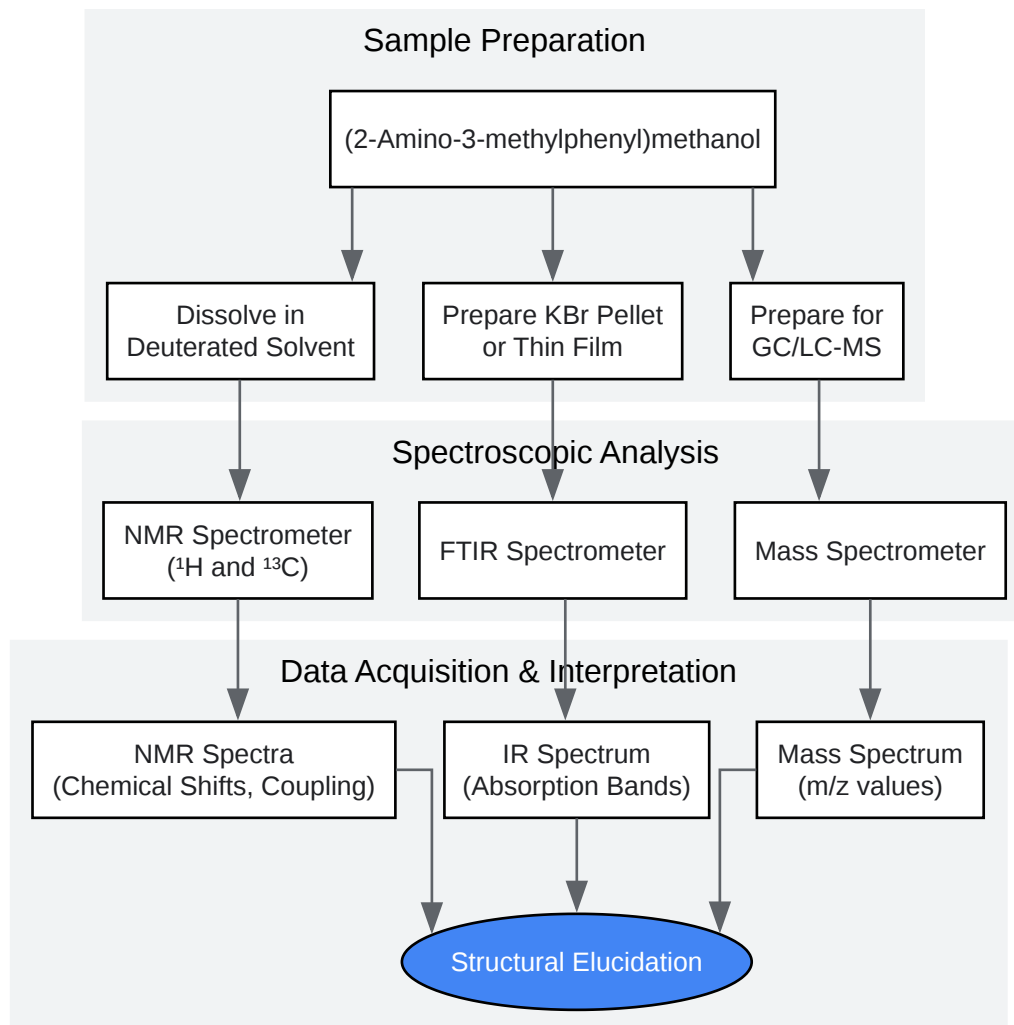 Sample Preparation
(2-Amino-3-methylphenyl)methanol
Dissolve in
Deuterated Solvent
Prepare KBr Pellet
or Thin Film
Prepare for
GC/LC-MS
Spectroscopic Analysis
NMR Spectrometer
(¹H and ¹³C)
FTIR Spectrometer
Mass Spectrometer
Data Acquisition & Interpretation
NMR Spectra
(Chemical Shifts, Coupling)
IR Spectrum
(Absorption Bands)
Mass Spectrum
(m/z values)
Structural Elucidation